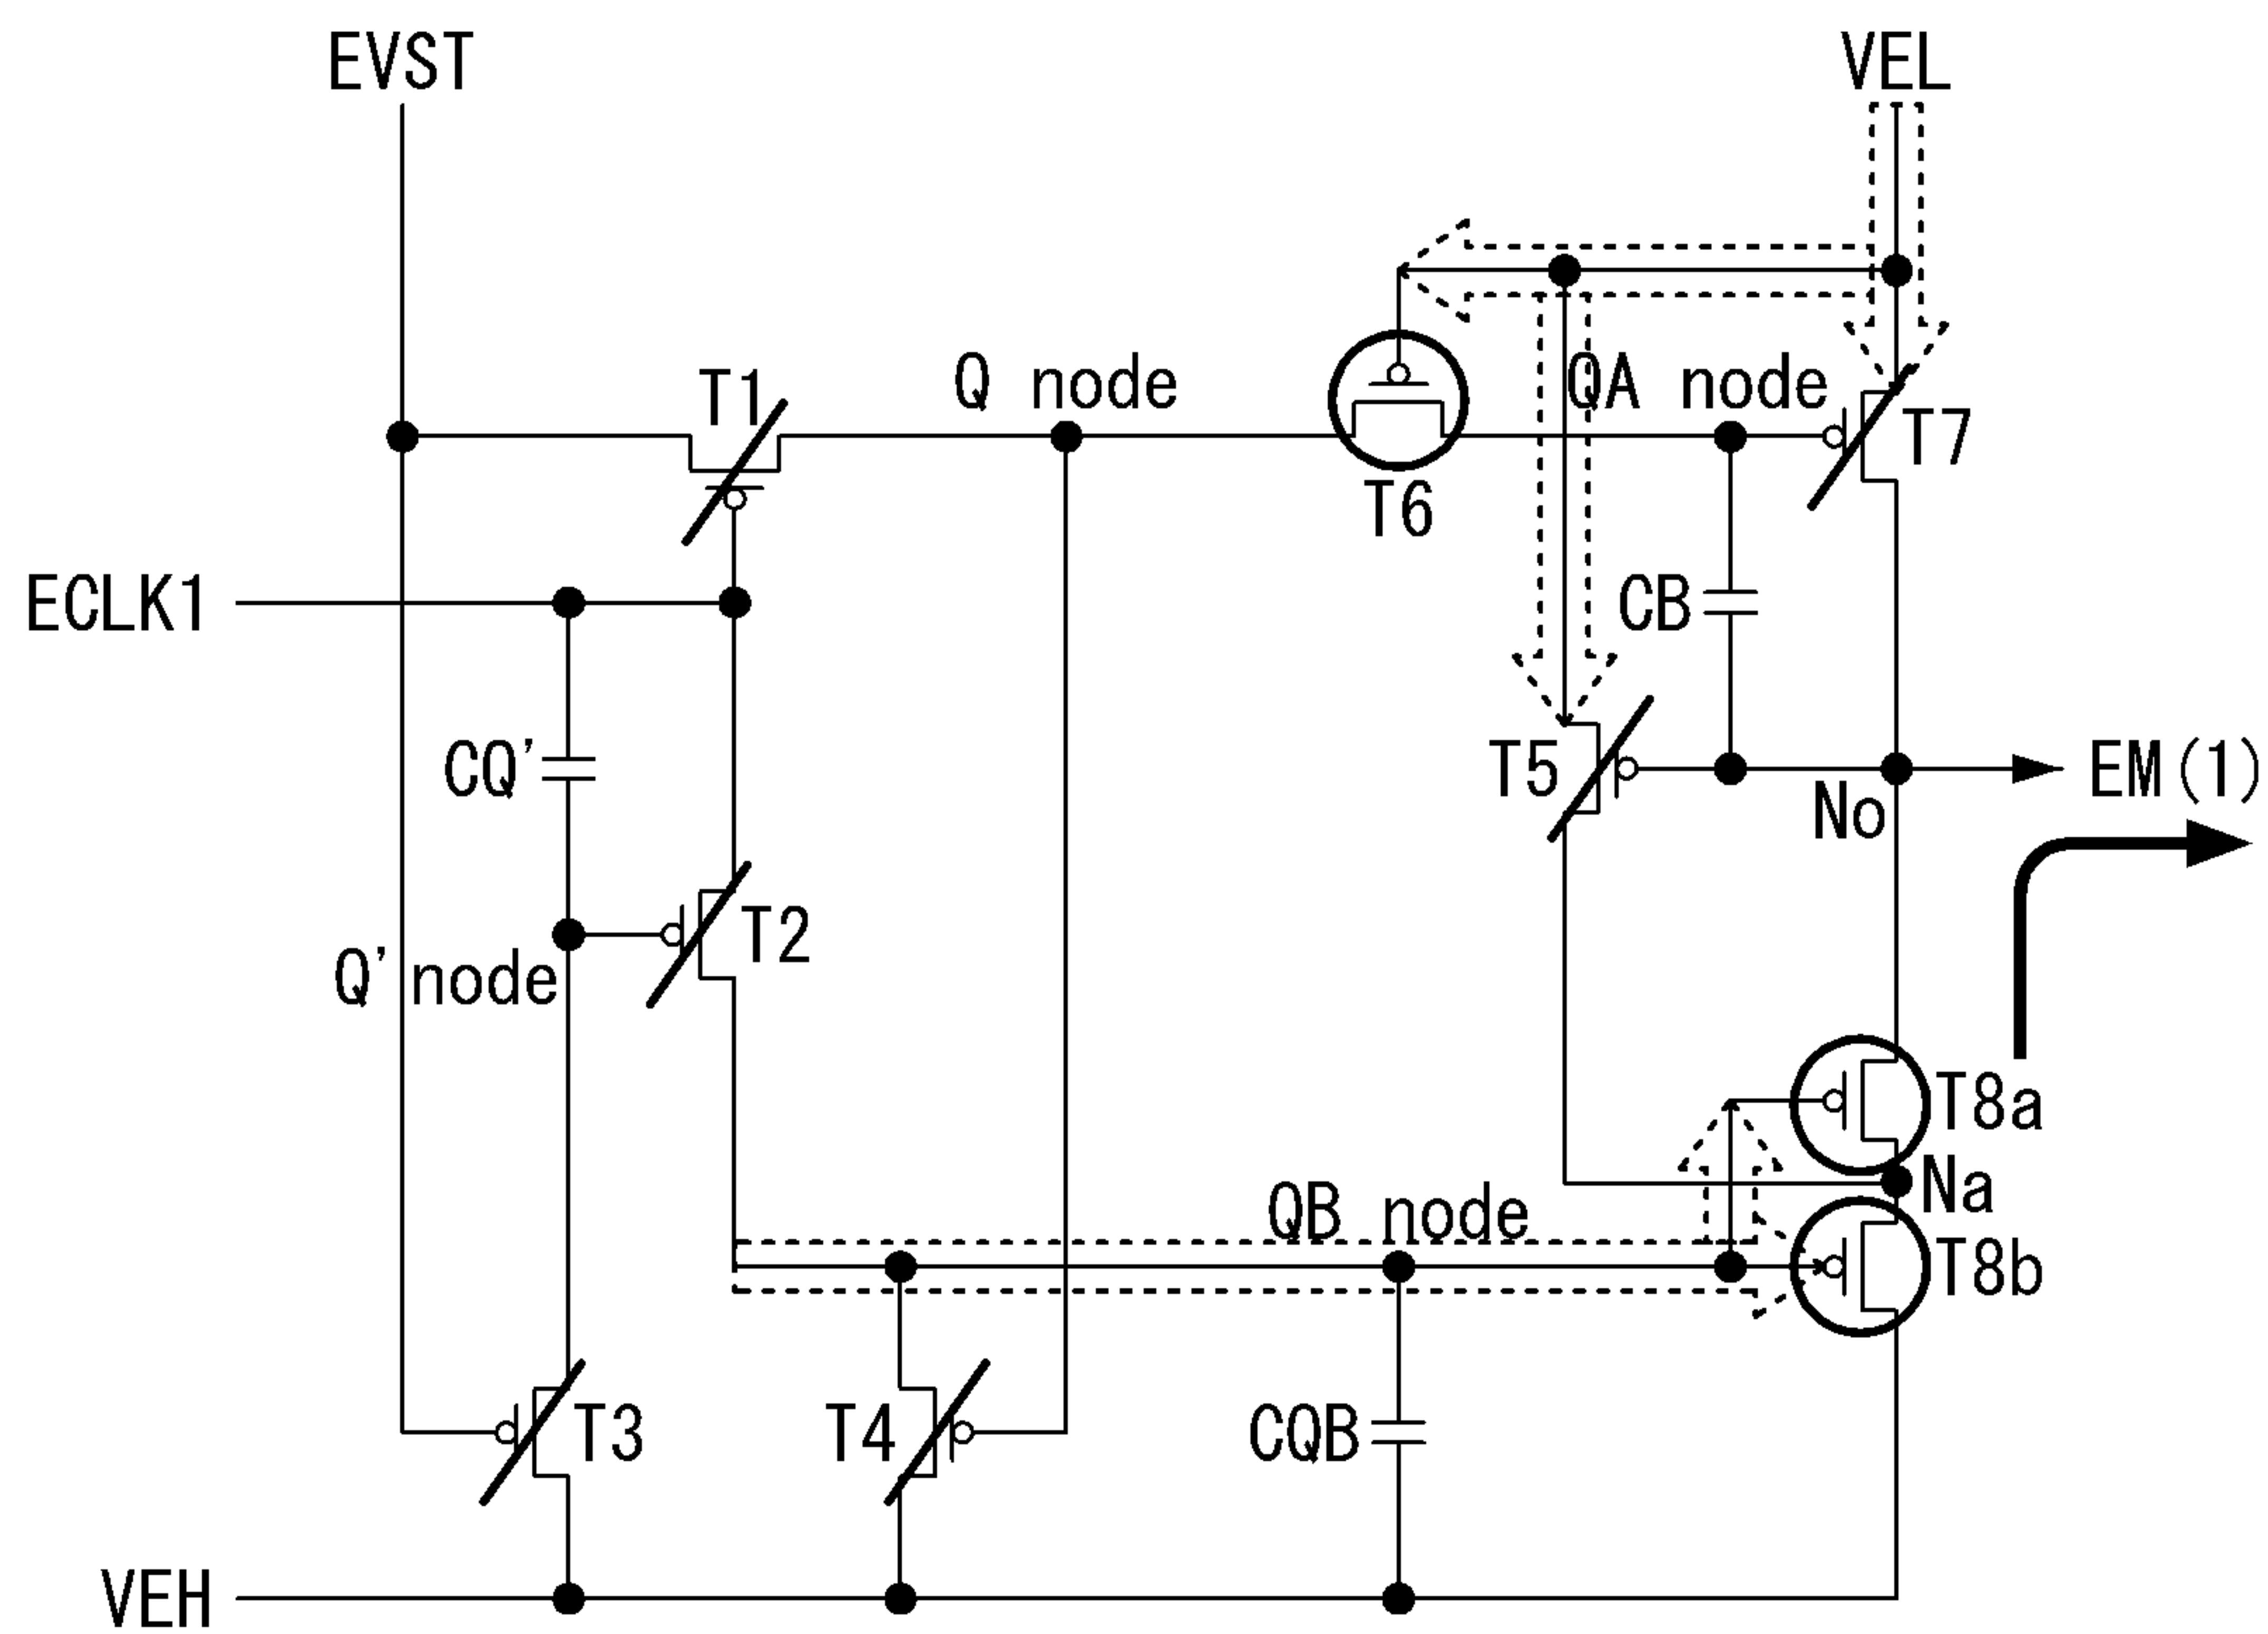 EVST
VEL
T1
Q node
QA node
T7
T6
ECLK1
CB
CQ'
T5
EM(1)
No
T2
Q' node
T8a
Na
QB node
T8b
T3
T4
CQB
VEH